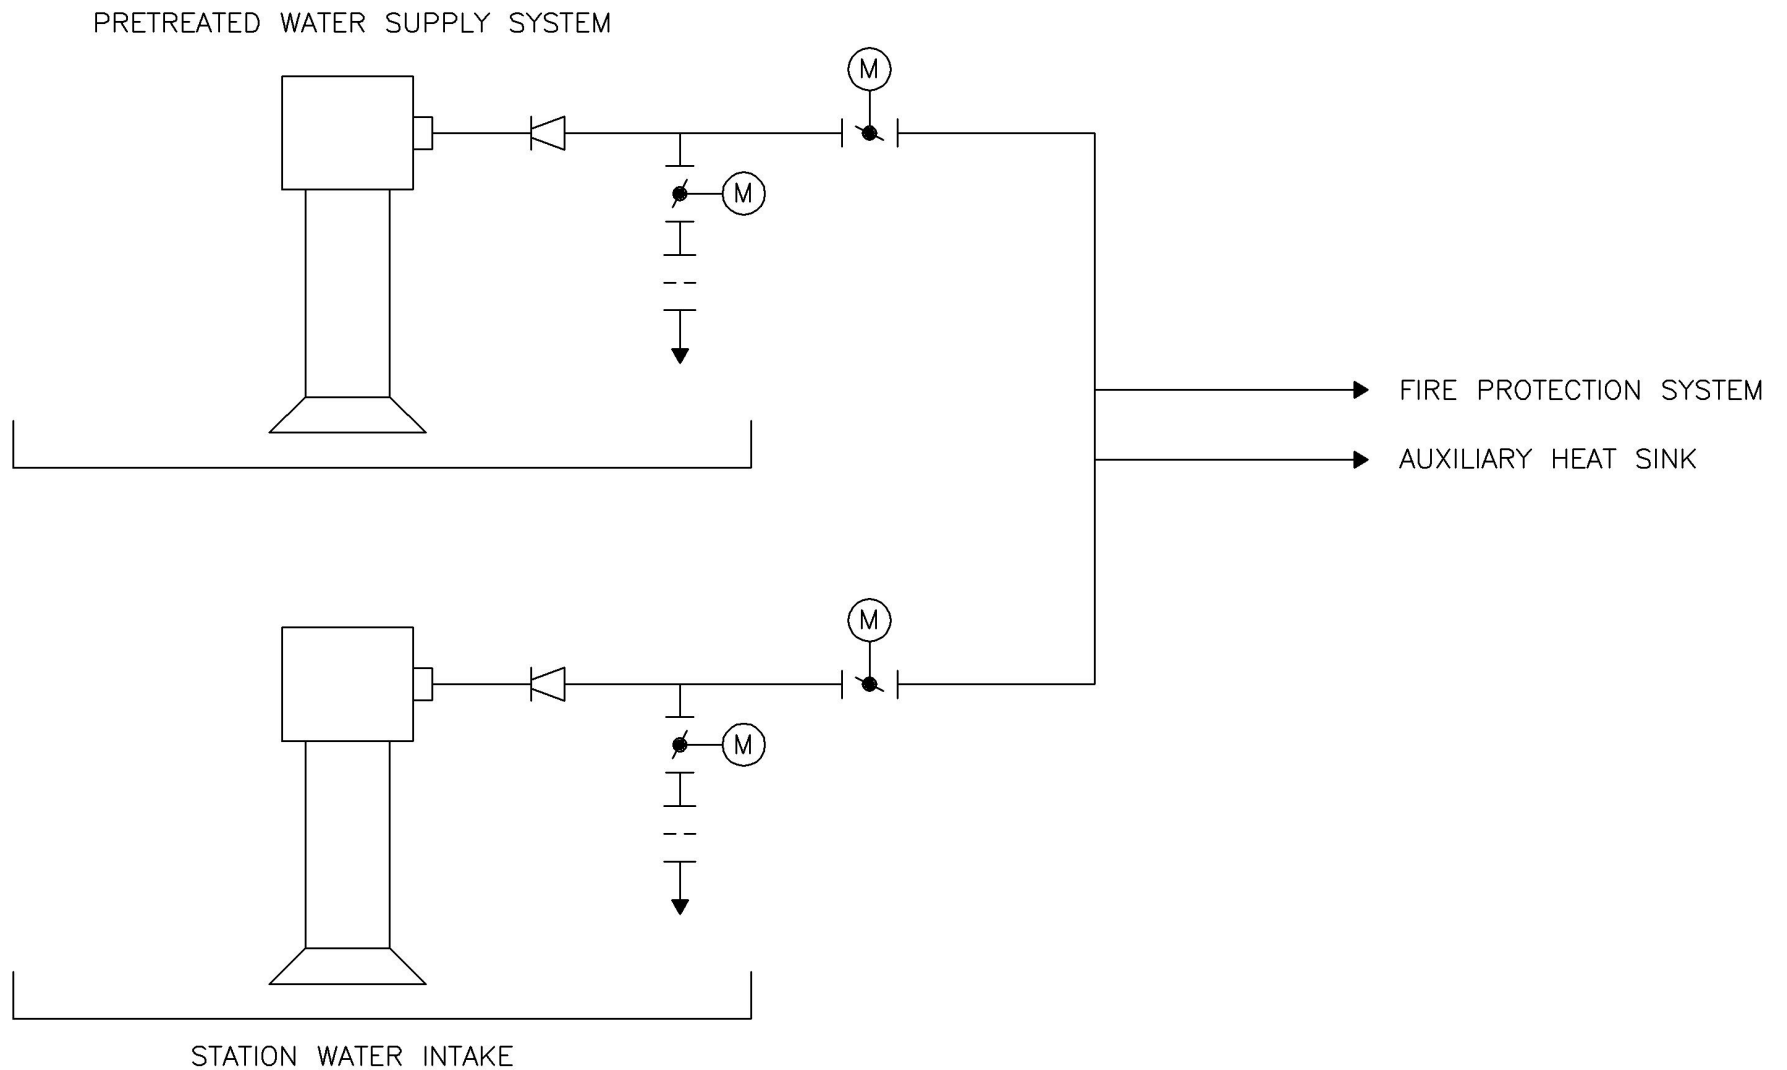 PRETREATED WATER SUPPLY SYSTEM
M
M
FIRE PROTECTION SYSTEM
AUXILIARY HEAT SINK
M
M
STATION WATER INTAKE